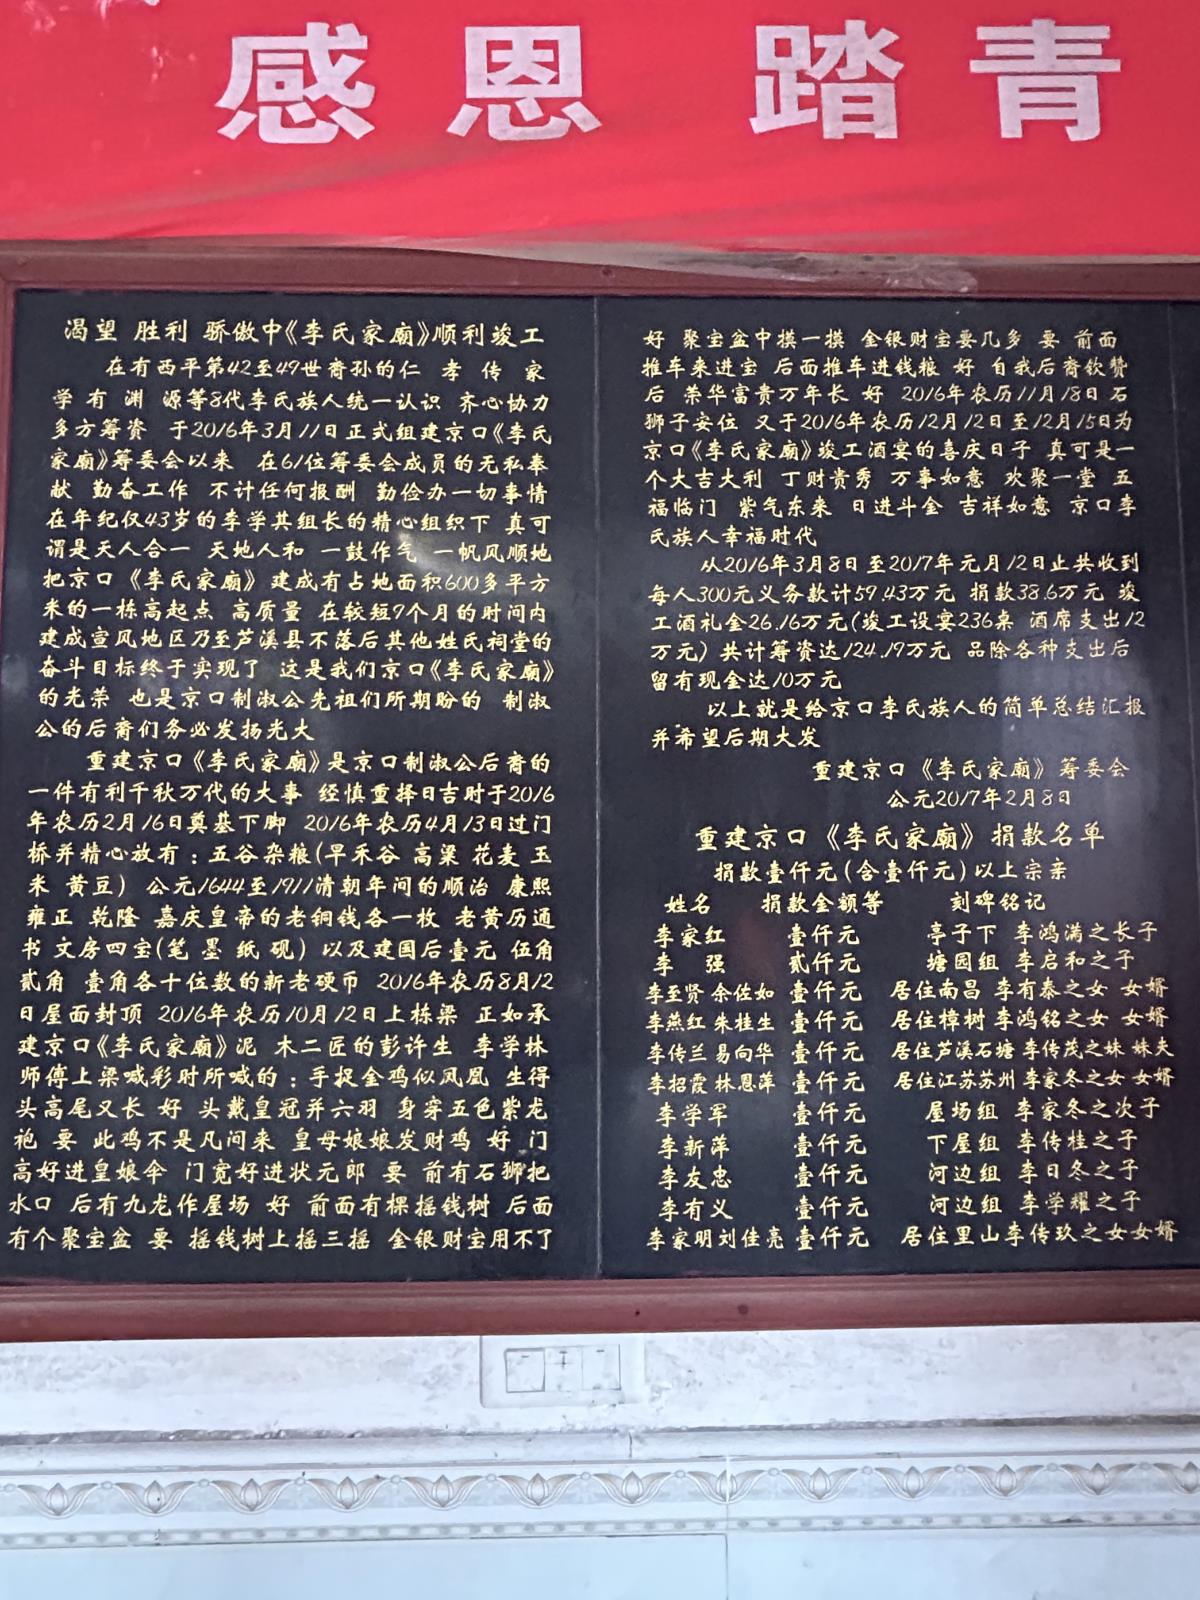 感恩 踏青
渴望 胜利 骄傲中《李氏家廟》顺利竣工
在有西平第42至49世裔孙的仁 孝 传 家
学 有 渊 源等8代李氏族人统一认识 齐心协力
多方筹资 于2016年3月11日正式组建京口《李氏
家廟》筹委会以来 在61位筹委会成员的无私奉
献 勤奋工作 不计任何报酬 勤俭办一切事情
在年纪仅43岁的李学其组长的精心组织下 真可
谓是天人合一 天地人和 一鼓作气 一帆风顺地
把京口《李氏家廟》建成有占地面积600多平方
米的一栋高起点 高质量 在较短9个月的时间内
建成宣风地区乃至芦溪县不落后其他姓氏祠堂的
奋斗目标终于实现了 这是我们京口《李氏家廟》
的光荣 也是京口制淑公先祖们所期盼的 制淑
公的后裔们务必发扬光大
重建京口《李氏家廟》是京口制淑公后裔的
一件有利千秋万代的大事 经慎重择日吉时于2016
年农历2月16日奠基下脚 2016年农历4月13日过门
桥并精心放有：五谷杂粮(早禾谷 高粱 花麦 玉
米 黄豆) 公元1644至1911清朝年间的顺治 康熙
雍正 乾隆 嘉庆皇帝的老铜钱各一枚 老黄历通
书 文房四宝(笔 墨 纸 砚) 以及建国后壹元 伍角
贰角 壹角各十位数的新老硬币 2016年农历8月12
日屋面封顶 2016年农历10月12日上栋梁 正如承
建京口《李氏家廟》泥 木二匠的彭许生 李学林
师傅上梁喊彩时所喊的：手捉金鸡似凤凰 生得
头高尾又长 好 头戴皇冠并六羽 身穿五色紫龙
袍 要 此鸡不是凡间来 皇母娘娘发财鸡 好 门
高好进皇娘伞 门宽好进状元郎 要 前有石狮把
水口 后有九龙作屋场 好 前面有棵摇钱树 后面
有个聚宝盆 要 摇钱树上摇三摇 金银财宝用不了
好 聚宝盆中摸一摸 金银财宝要几多 要 前面
推车来进宝 后面推车进钱粮 好 自我后裔钦赞
后 荣华富贵万年长 好 2016年农历11月18日石
狮子安位 又于2016年农历12月12日至12月15日为
京口《李氏家廟》竣工酒宴的喜庆日子 真可是一
个大吉大利 丁财贵秀 万事如意 欢聚一堂 五
福临门 紫气东来 日进斗金 吉祥如意 京口李
民族人幸福时代
从2016年3月8日至2017年元月12日止共收到
每人300元义务款计59.43万元 捐款38.6万元 竣
工酒礼金26.16万元(竣工设宴236桌 酒席支出12
万元) 共计筹资达124.19万元 品除各种支出后
留有现金达10万元
以上就是给京口李氏族人的简单总结汇报
并希望后期大发
重建京口《李氏家廟》筹委会
公元2017年2月8日
重建京口《李氏家廟》捐款名单
捐款壹仟元(含壹仟元)以上宗亲
姓名 捐款金额等 刻碑铭记
李家红 壹仟元 亭子下 李鸿满之长子
李 强 贰仟元 塘园组 李启和之子
李至贤 余佐如 壹仟元 居住南昌 李有泰之女 女婿
李燕红 朱桂生 壹仟元 居住樟树 李鸿铭之女 女婿
李传兰 易向华 壹仟元 居住芦溪石塘 李传茂之妹 妹夫
李招霞 林恩萍 壹仟元 居住江苏苏州 李家冬之女 女婿
李学军 壹仟元 屋场组 李家冬之次子
李新萍 壹仟元 下屋组 李传桂之子
李友忠 壹仟元 河边组 李日冬之子
李有义 壹仟元 河边组 李学耀之子
李家明 刘佳亮 壹仟元 居住里山 李传玖之女女婿